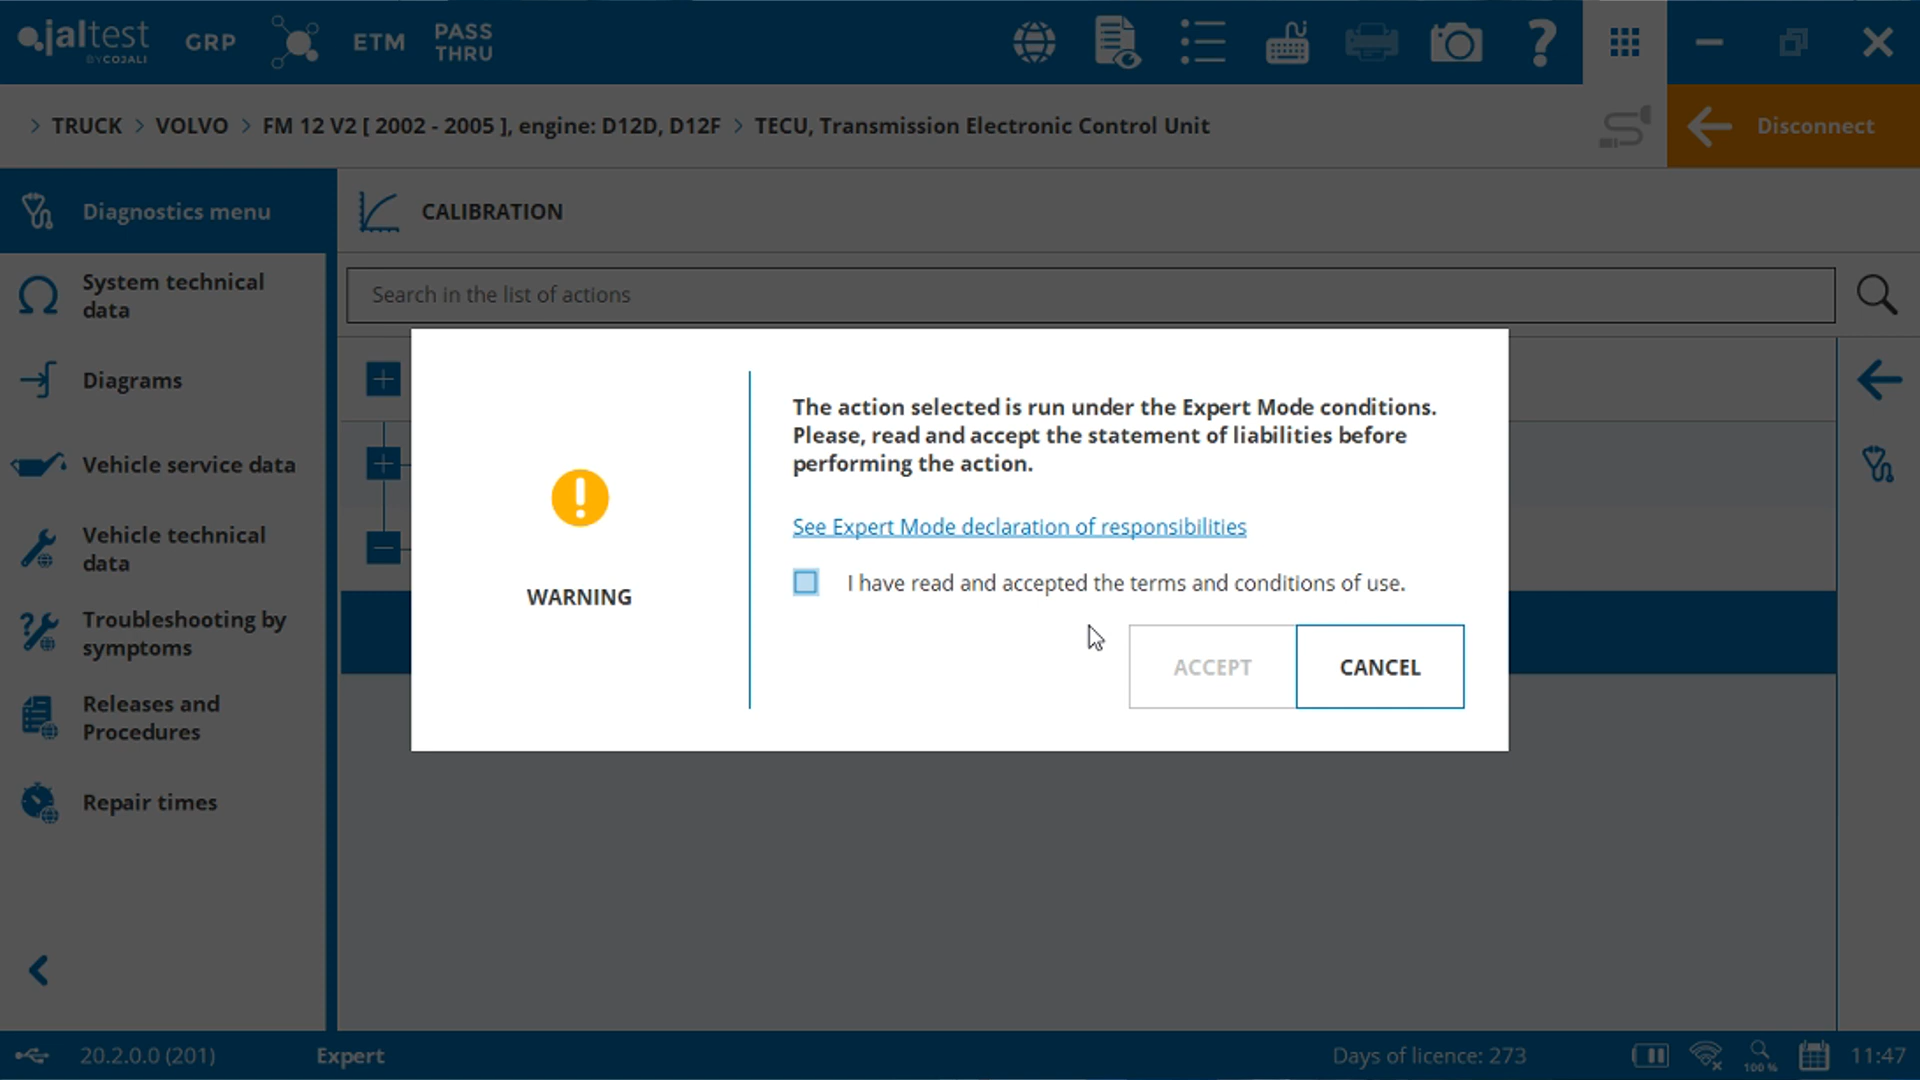 jaltest
BY COJALI
GRP
ETM
PASS
THRU
> TRUCK > VOLVO > FM 12 V2 [ 2002 - 2005 ], engine: D12D, D12F > TECU, Transmission Electronic Control Unit
Disconnect
Diagnostics menu
CALIBRATION
System technical
data
Search in the list of actions
Diagrams
Vehicle service data
Vehicle technical
data
Troubleshooting by
symptoms
Releases and
Procedures
Repair times
WARNING
The action selected is run under the Expert Mode conditions.
Please, read and accept the statement of liabilities before
performing the action.
See Expert Mode declaration of responsibilities
I have read and accepted the terms and conditions of use.
ACCEPT
CANCEL
20.2.0.0 (201)
Expert
Days of licence: 273
100 %
11:47